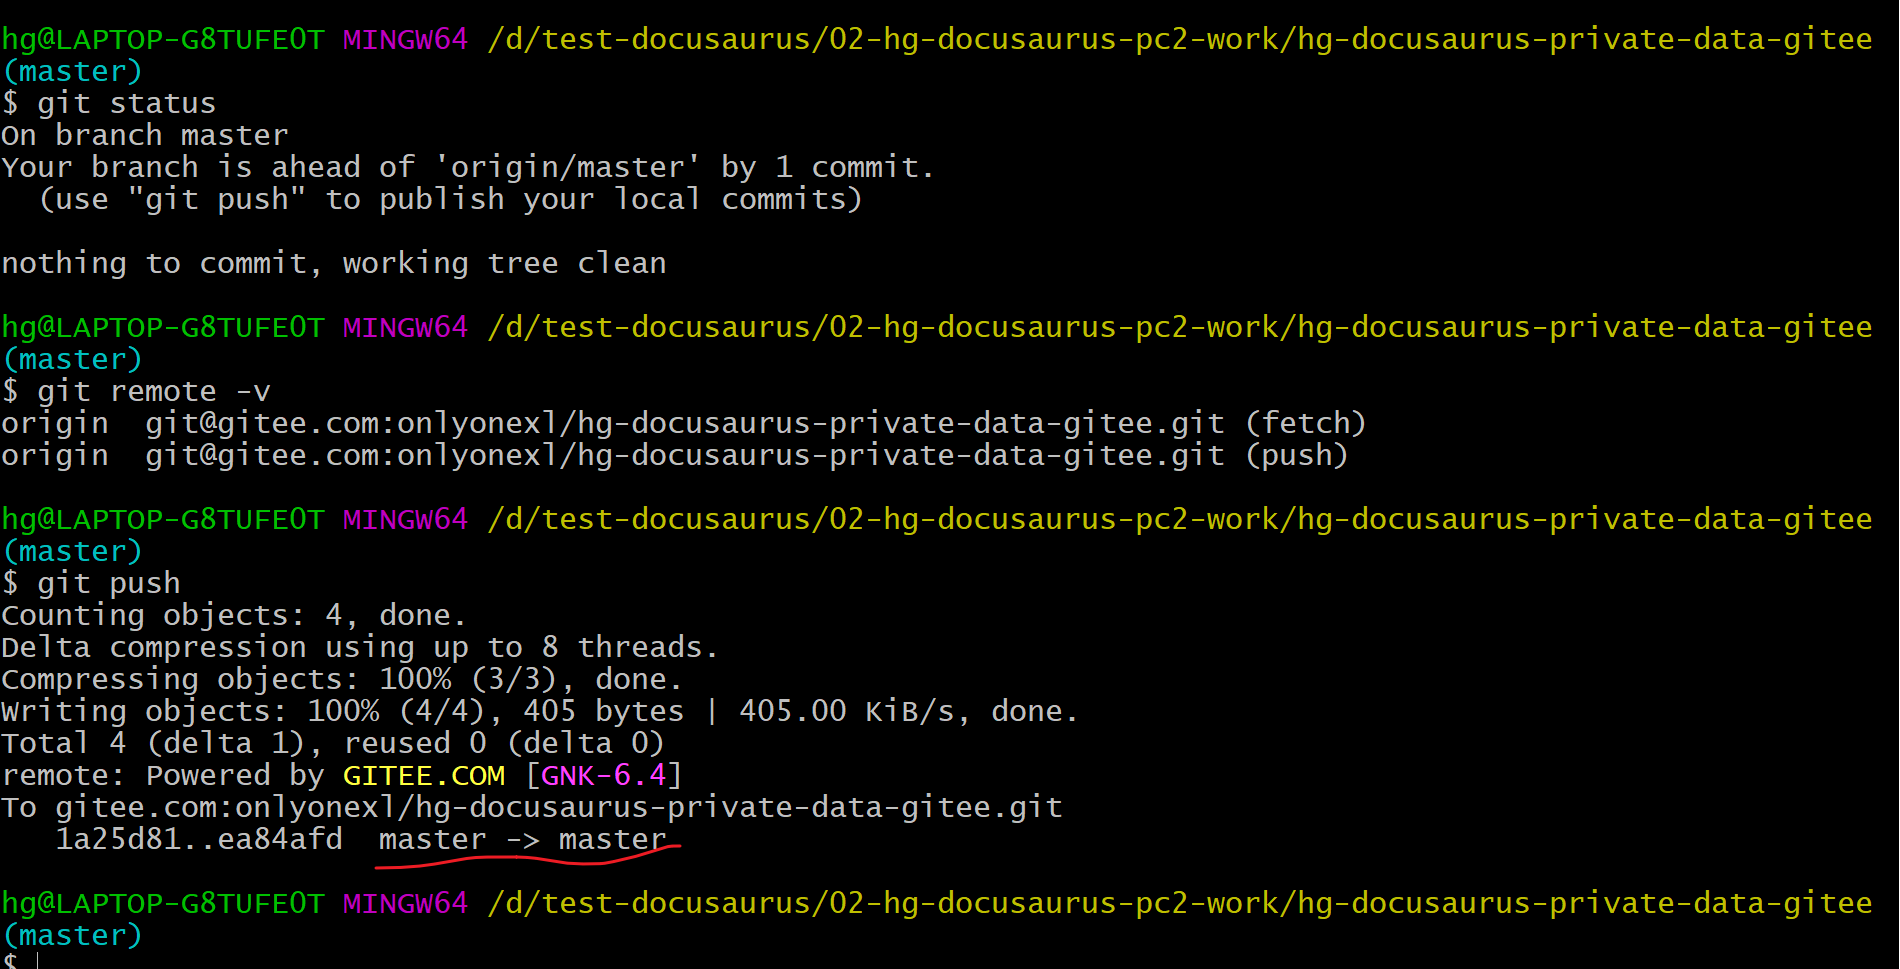 hg@LAPTOP-G8TUFE0T MINGW64 /d/test-docusaurus/02-hg-docusaurus-pc2-work/hg-docusaurus-private-data-gitee
(master)
$ git status
On branch master
Your branch is ahead of 'origin/master' by 1 commit.
  (use "git push" to publish your local commits)

nothing to commit, working tree clean

hg@LAPTOP-G8TUFE0T MINGW64 /d/test-docusaurus/02-hg-docusaurus-pc2-work/hg-docusaurus-private-data-gitee
(master)
$ git remote -v
origin  git@gitee.com:onlyonexl/hg-docusaurus-private-data-gitee.git (fetch)
origin  git@gitee.com:onlyonexl/hg-docusaurus-private-data-gitee.git (push)

hg@LAPTOP-G8TUFE0T MINGW64 /d/test-docusaurus/02-hg-docusaurus-pc2-work/hg-docusaurus-private-data-gitee
(master)
$ git push
Counting objects: 4, done.
Delta compression using up to 8 threads.
Compressing objects: 100% (3/3), done.
Writing objects: 100% (4/4), 405 bytes | 405.00 KiB/s, done.
Total 4 (delta 1), reused 0 (delta 0)
remote: Powered by GITEE.COM [GNK-6.4]
To gitee.com:onlyonexl/hg-docusaurus-private-data-gitee.git
   1a25d81..ea84afd  master -> master

hg@LAPTOP-G8TUFE0T MINGW64 /d/test-docusaurus/02-hg-docusaurus-pc2-work/hg-docusaurus-private-data-gitee
(master)
$